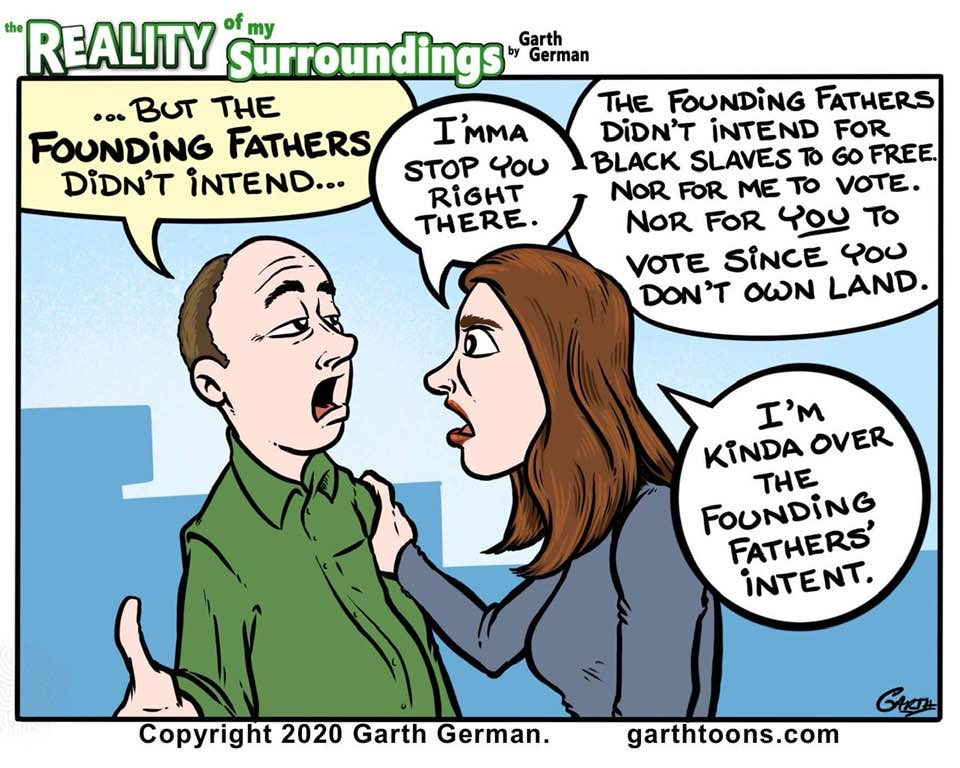 the REALITY of my Surroundings by Garth German
...BUT THE
FOUNDING FATHERS
DIDN'T INTEND...
I'MMA
STOP YOU
RIGHT
THERE.
THE FOUNDING FATHERS
DIDN'T INTEND FOR
BLACK SLAVES TO GO FREE.
NOR FOR ME TO VOTE.
NOR FOR YOU TO
VOTE SINCE YOU
DON'T OWN LAND.
I'M
KINDA OVER
THE
FOUNDING
FATHERS'
INTENT.
GARTH
Copyright 2020 Garth German. garthtoons.com